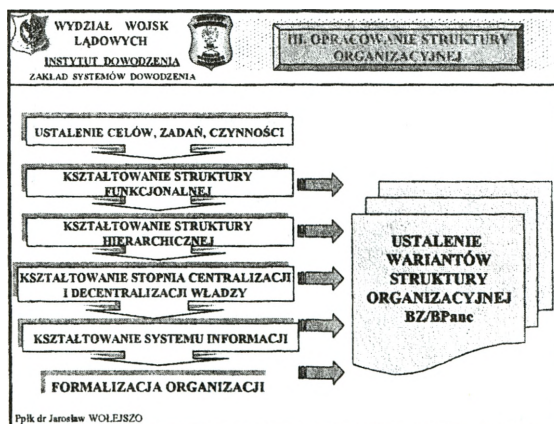 WYDZIAŁ WOJSK
LĄDOWYCH
INSTYTUT DOWODZENIA
ZAKŁAD SYSTEMÓW DOWODZENIA
III. OPRACOWANIE STRUKTURY
ORGANIZACYJNEJ
USTALENIE CELÓW, ZADAŃ, CZYNNOŚCI
KSZTAŁTOWANIE STRUKTURY
FUNKCJONALNEJ
KSZTAŁTOWANIE STRUKTURY
HIERARCHICZNEJ
KSZTAŁTOWANIE STOPNIA CENTRALIZACJI
I DECENTRALIZACJI WŁADZY
KSZTAŁTOWANIE SYSTEMU INFORMACJI
FORMALIZACJA ORGANIZACJI
USTALENIE
WARIANTÓW
STRUKTURY
ORGANIZACYJNEJ
BZ/BPanc
Ppłk dr Jarosław WOŁEJSZO